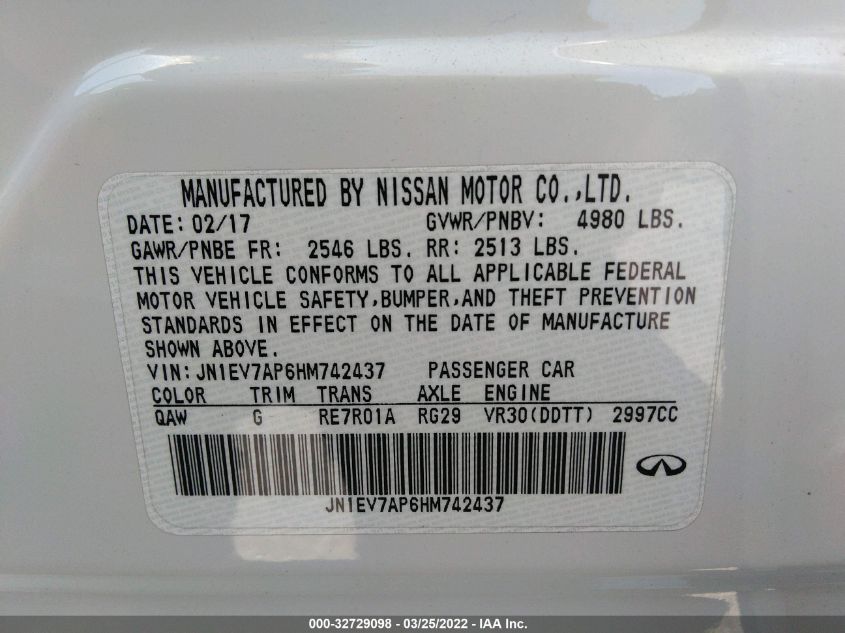 MANUFACTURED BY NISSAN MOTOR CO.,LTD.
DATE: 02/17 GVWR/PNBV: 4980 LBS.
GAWR/PNBE FR: 2546 LBS. RR: 2513 LBS.
THIS VEHICLE CONFORMS TO ALL APPLICABLE FEDERAL
MOTOR VEHICLE SAFETY,BUMPER,AND THEFT PREVENTION
STANDARDS IN EFFECT ON THE DATE OF MANUFACTURE
SHOWN ABOVE.
VIN:JN1EV7AP6HM742437 PASSENGER CAR
COLOR TRIM TRANS AXLE ENGINE
QAW G RE7R01A RG29 VR30(DDTT) 2997CC
JN1EV7AP6HM742437
000-32729098 - 03/25/2022 - IAA Inc.